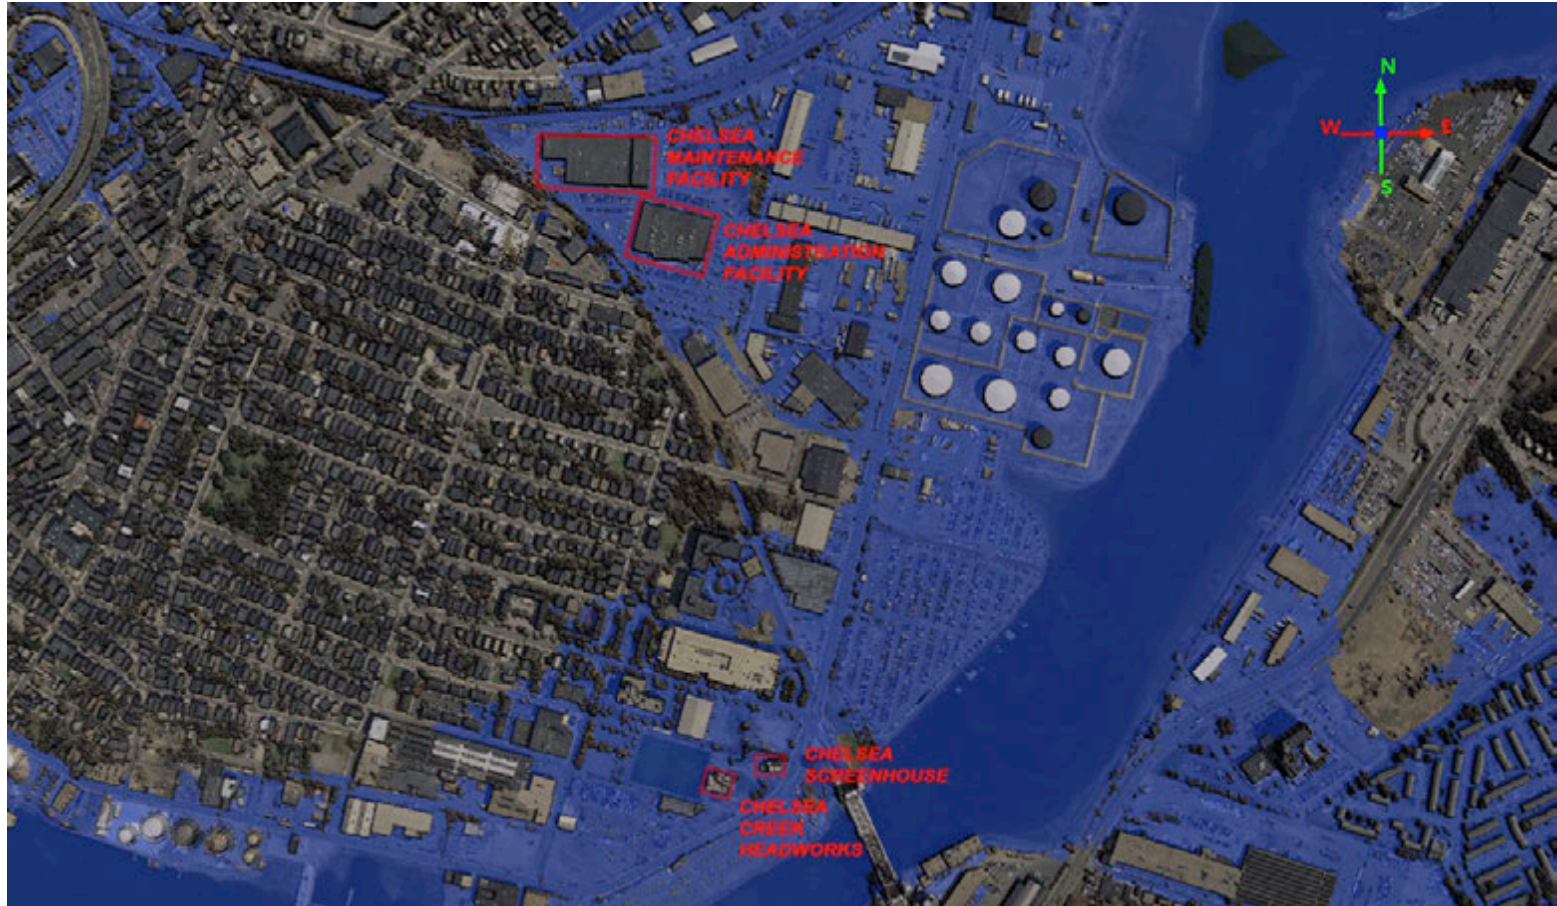 N
W
E
S
CHELSEA
MAINTENANCE
FACILITY
CHELSEA
ADMINISTRATION
FACILITY
CHELSEA
SCREENHOUSE
CHELSEA
CREEK
HEADWORKS